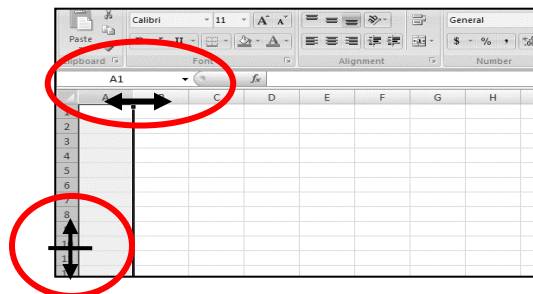 Calibri 11 A A General
Paste B I U A $ % ,
Clipboard Font Alignment Number
A1 fx
A B C D E F G H
1
2
3
4
5
6
7
8